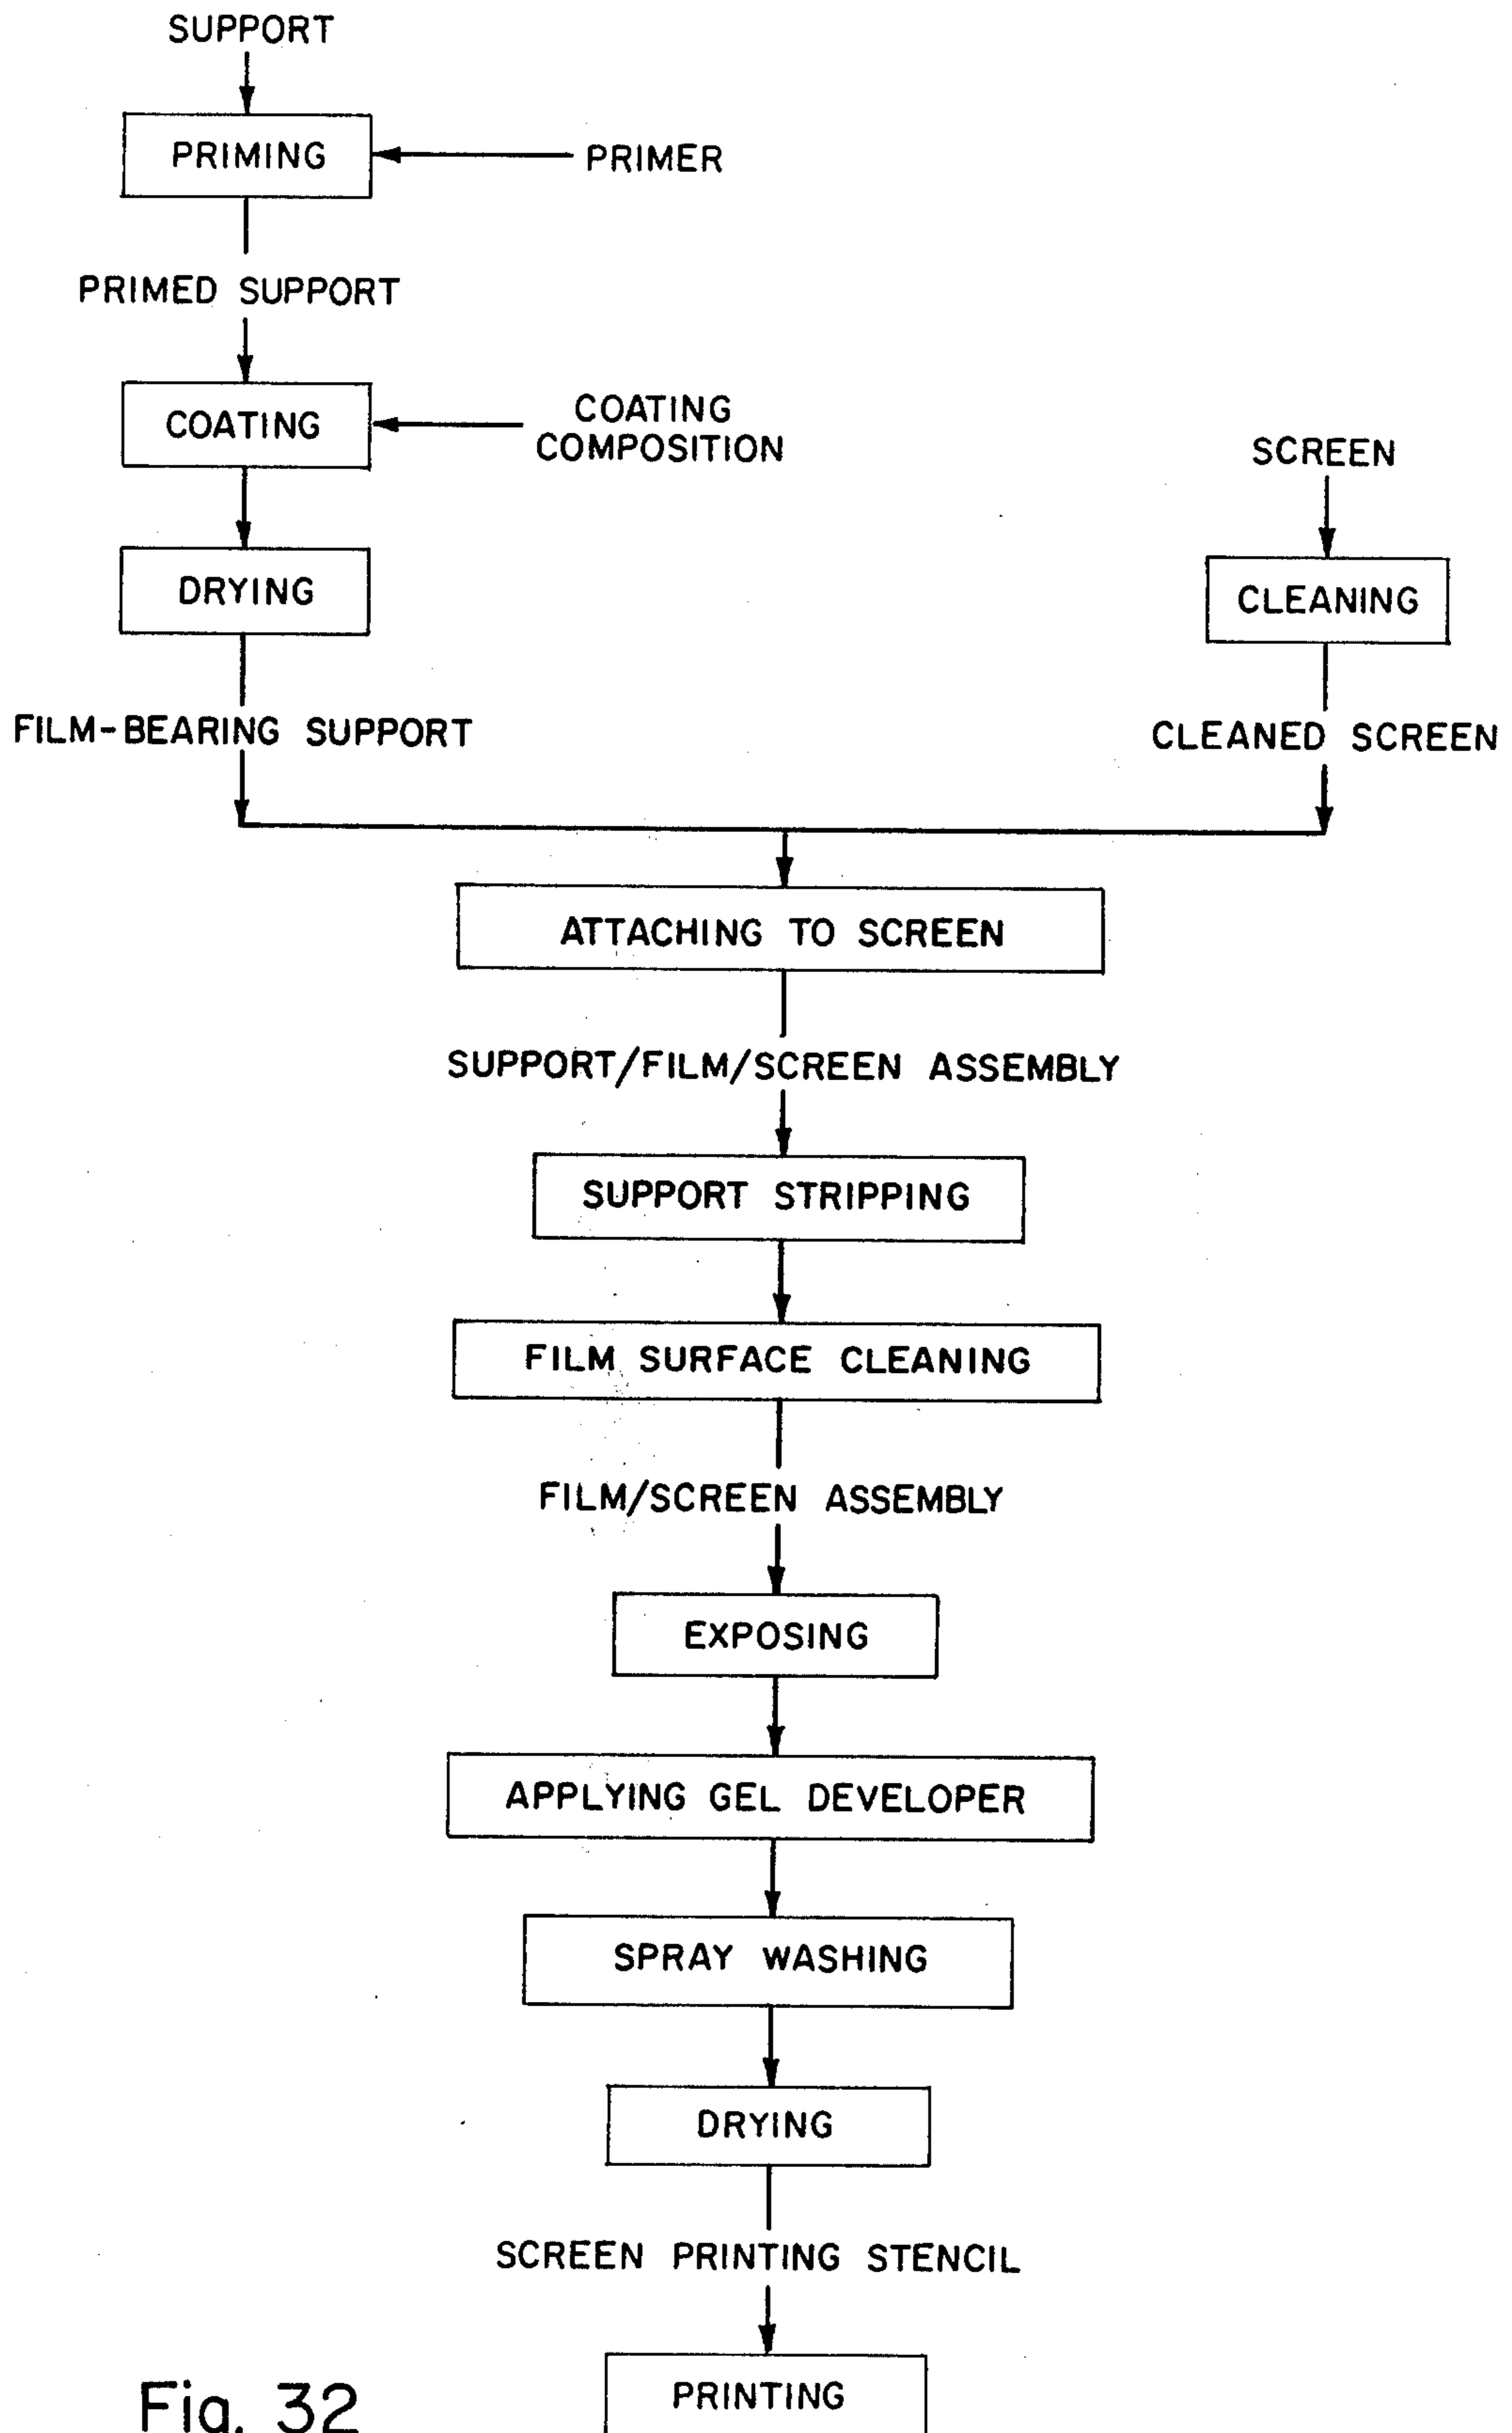 SUPPORT
PRIMING
PRIMER
PRIMED SUPPORT
COATING
COATING
COMPOSITION
DRYING
FILM-BEARING SUPPORT
SCREEN
CLEANING
CLEANED SCREEN
ATTACHING TO SCREEN
SUPPORT/FILM/SCREEN ASSEMBLY
SUPPORT STRIPPING
FILM SURFACE CLEANING
FILM/SCREEN ASSEMBLY
EXPOSING
APPLYING GEL DEVELOPER
SPRAY WASHING
DRYING
SCREEN PRINTING STENCIL
PRINTING
Fig. 32